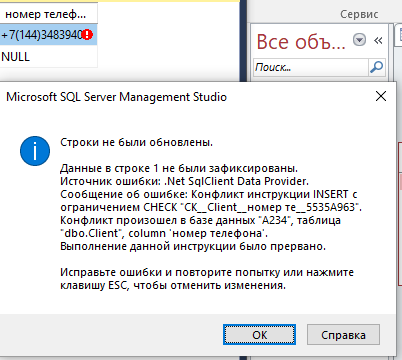 номер телеф...
Сервис
+7(144)3483940
Все объ...
NULL
Поиск...
Microsoft SQL Server Management Studio
Строки не были обновлены.
Данные в строке 1 не были зафиксированы.
Источник ошибки: .Net SqlClient Data Provider.
Сообщение об ошибке: Конфликт инструкции INSERT с
ограничением CHECK "CK__Client__номер те__5535A963".
Конфликт произошел в базе данных "A234", таблица
"dbo.Client", column 'номер телефона'.
Выполнение данной инструкции было прервано.
Исправьте ошибки и повторите попытку или нажмите
клавишу ESC, чтобы отменить изменения.
ОК
Справка